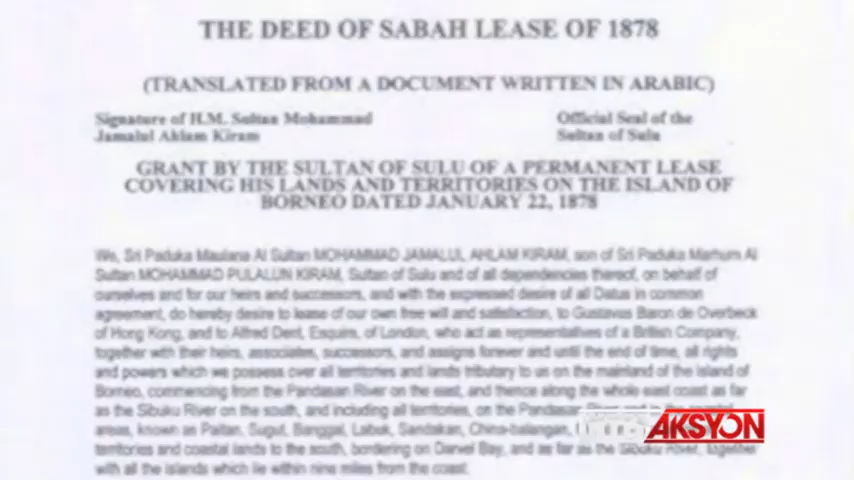 THE DEED OF SABAH LEASE OF 1878
(TRANSLATED FROM A DOCUMENT WRITTEN IN ARABIC)
Signature of H.M. Sultan Mohammad Official Seal of the
Jamalul Ahlam Kiram Sultan of Sulu
GRANT BY THE SULTAN OF SULU OF A PERMANENT LEASE
COVERING HIS LANDS AND TERRITORIES ON THE ISLAND OF
BORNEO DATED JANUARY 22, 1878
We, Sri Paduka Maulana Al Sultan MOHAMMAD JAMALUL AHLAM KIRAM, son of Sri Paduka Marhum Al
Sultan MOHAMMAD PULALUN KIRAM, Sultan of Sulu and of all dependencies thereof, on behalf of
ourselves and for our heirs and successors, and with the expressed desire of all Datus in common
agreement, do hereby desire to lease of our own free will and satisfaction, to Gustavus Baron de Overbeck
of Hong Kong, and to Alfred Dent, Esquire, of London, who act as representatives of a British Company,
together with their heirs, associates, successors, and assigns forever and until the end of time, all rights
and powers which we possess over all territories and lands tributary to us on the mainland of the island of
Borneo, commencing from the Pandasan River on the east, and thence along the whole east coast as far
as the Sibuku River on the south, and including all territories, on the Pandasan River and in the coastal
areas, known as Paitan, Sugut, Banggai, Labuk, Sandakan, China-balangan,
territories and coastal lands to the south, bordering on Darvel Bay, and as far as the Sibuku River, together
with all the islands which lie within nine miles from the coast.
AKSYON